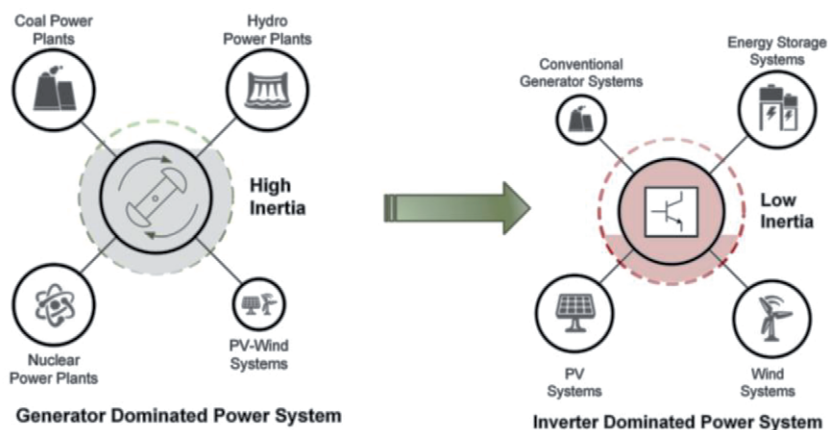 Coal Power
Plants
Hydro
Power Plants
High
Inertia
Nuclear
Power Plants
PV-Wind
Systems
Generator Dominated Power System
Conventional
Generator Systems
Energy Storage
Systems
Low
Inertia
PV
Systems
Wind
Systems
Inverter Dominated Power System